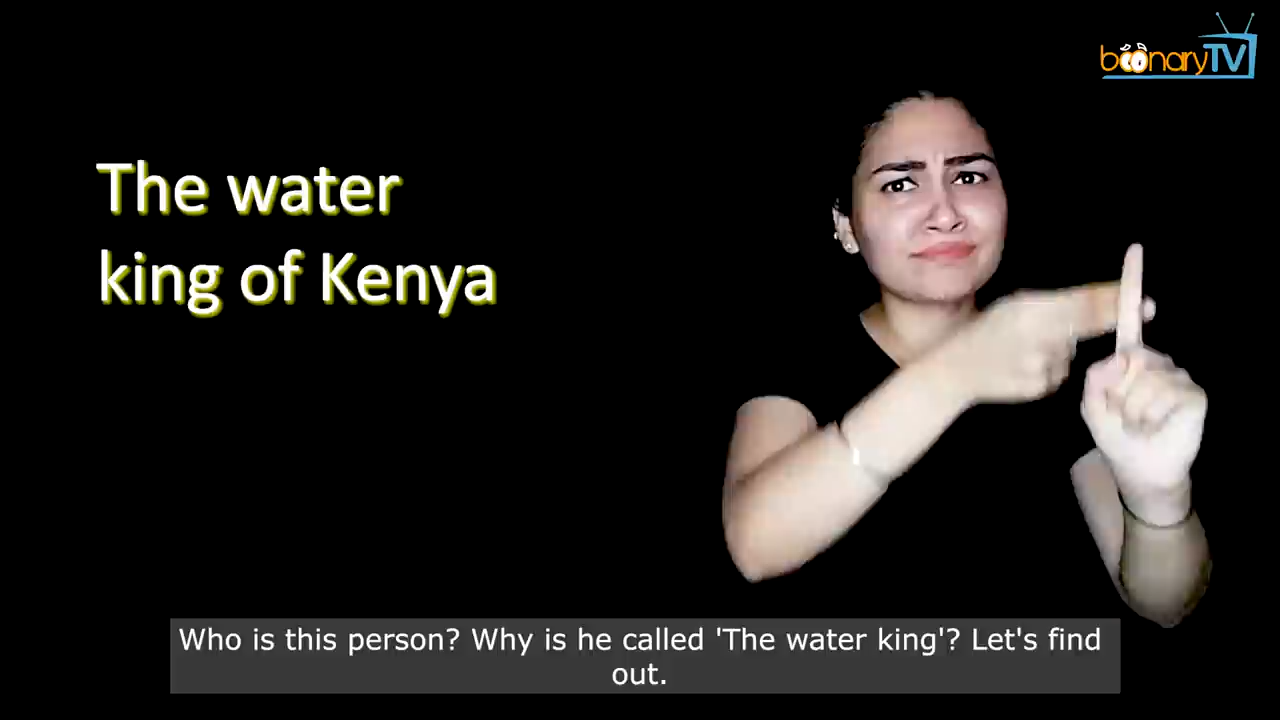 boonaryTV
The water
king of Kenya
Who is this person? Why is he called 'The water king'? Let's find
out.